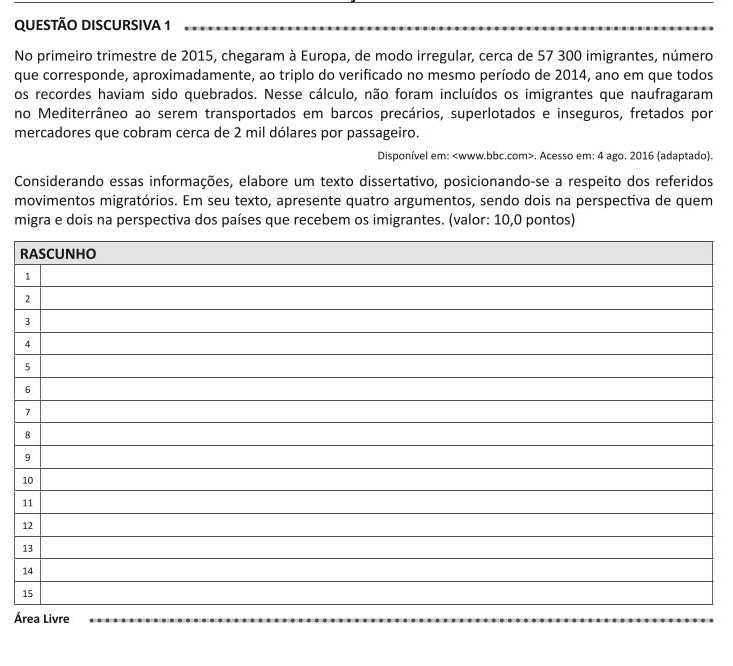 QUESTÃO DISCURSIVA 1
No primeiro trimestre de 2015, chegaram à Europa, de modo irregular, cerca de 57 300 imigrantes, número
que corresponde, aproximadamente, ao triplo do verificado no mesmo período de 2014, ano em que todos
os recordes haviam sido quebrados. Nesse cálculo, não foram incluídos os imigrantes que naufragaram
no Mediterrâneo ao serem transportados em barcos precários, superlotados e inseguros, fretados por
mercadores que cobram cerca de 2 mil dólares por passageiro.
Disponível em: <www.bbc.com>. Acesso em: 4 ago. 2016 (adaptado).
Considerando essas informações, elabore um texto dissertativo, posicionando-se a respeito dos referidos
movimentos migratórios. Em seu texto, apresente quatro argumentos, sendo dois na perspectiva de quem
migra e dois na perspectiva dos países que recebem os imigrantes. (valor: 10,0 pontos)
RASCUNHO
1
2
3
4
5
6
7
8
9
10
11
12
13
14
15
Área Livre